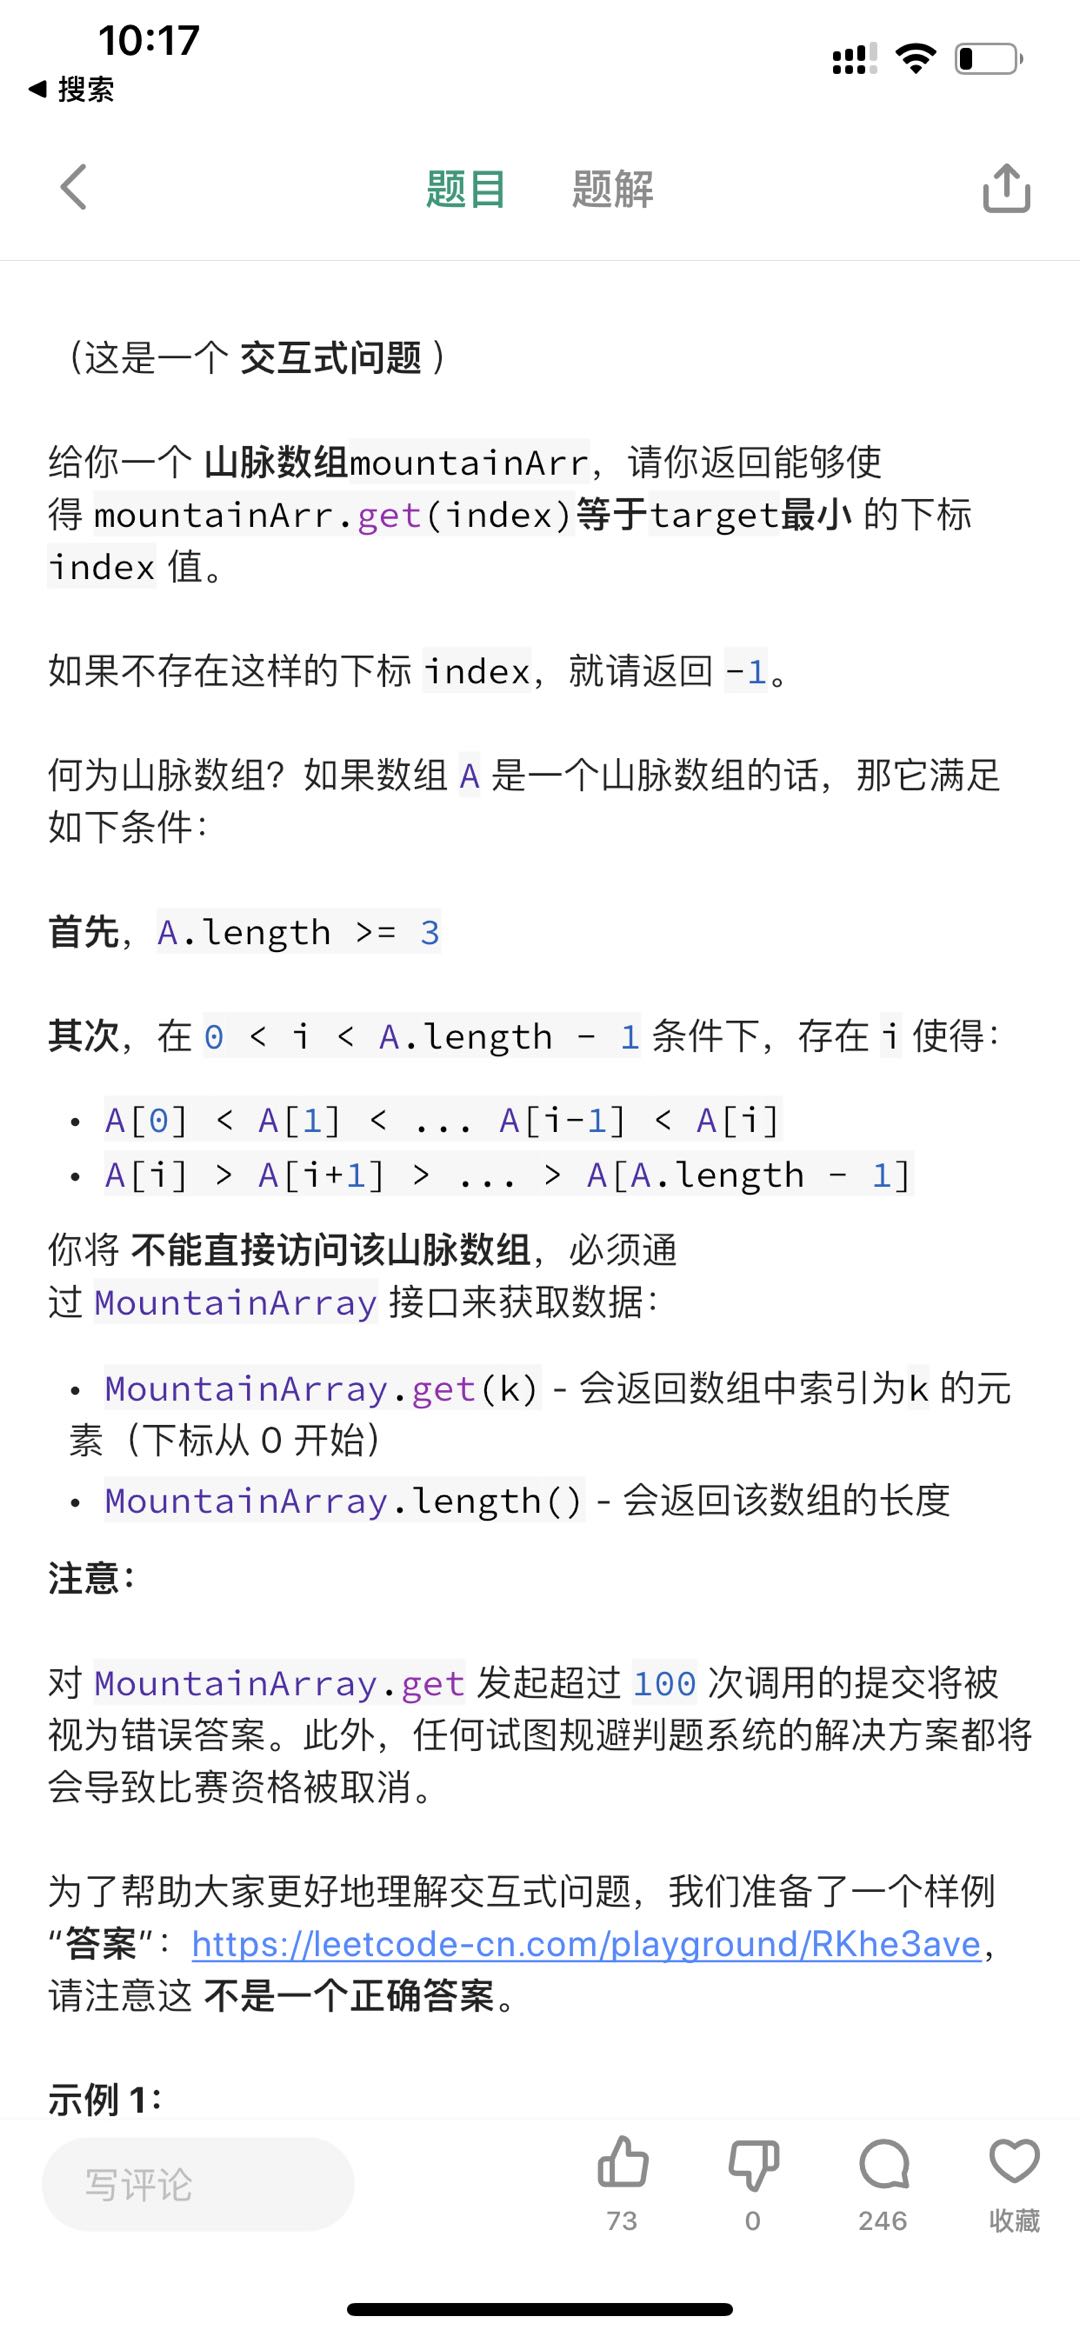 10:17
搜索
题目 题解
（这是一个 交互式问题 ）
给你一个 山脉数组mountainArr，请你返回能够使
得 mountainArr.get(index)等于target最小 的下标
index 值。
如果不存在这样的下标 index，就请返回 -1。
何为山脉数组？如果数组 A 是一个山脉数组的话，那它满足
如下条件：
首先，A.length >= 3
其次，在 0 < i < A.length - 1 条件下，存在 i 使得：
• A[0] < A[1] < ... A[i-1] < A[i]
• A[i] > A[i+1] > ... > A[A.length - 1]
你将 不能直接访问该山脉数组，必须通
过 MountainArray 接口来获取数据：
• MountainArray.get(k) - 会返回数组中索引为k 的元
素（下标从 0 开始）
• MountainArray.length() - 会返回该数组的长度
注意：
对 MountainArray.get 发起超过 100 次调用的提交将被
视为错误答案。此外，任何试图规避判题系统的解决方案都将
会导致比赛资格被取消。
为了帮助大家更好地理解交互式问题，我们准备了一个样例
“答案”：https://leetcode-cn.com/playground/RKhe3ave，
请注意这 不是一个正确答案。
示例 1：
写评论
73 0 246 收藏